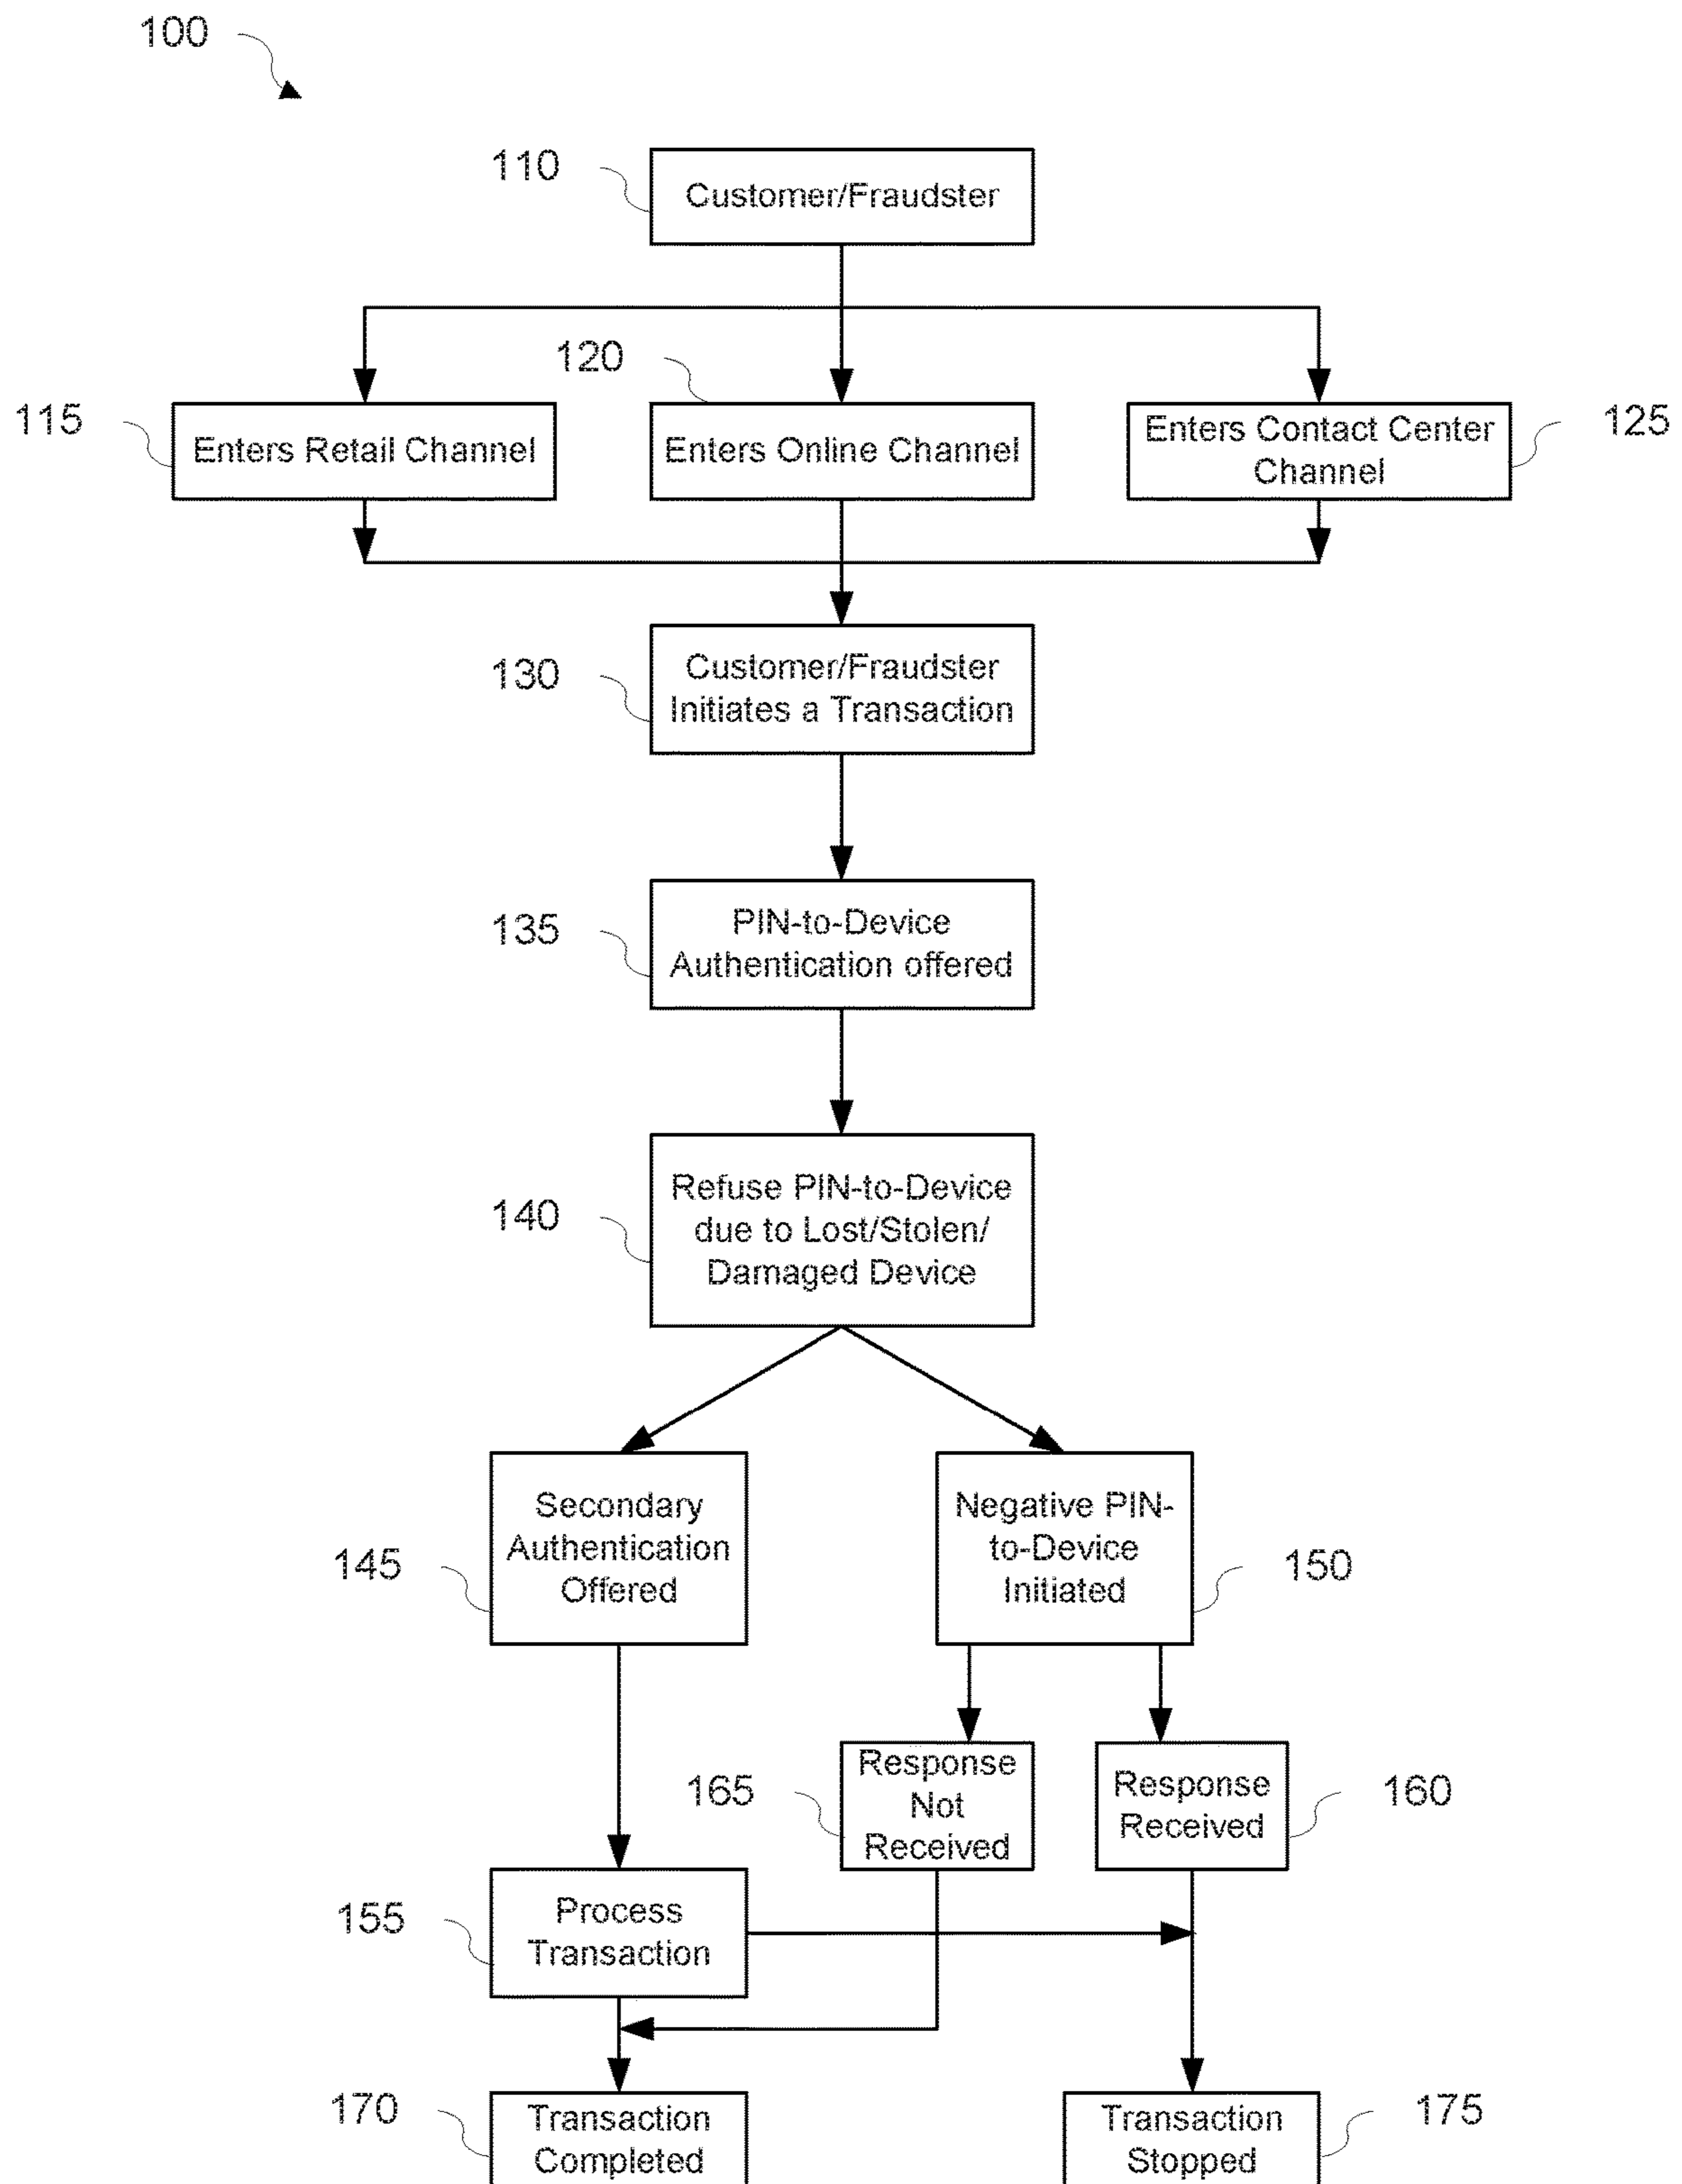 100
110
Customer/Fraudster
120
115
Enters Retail Channel
Enters Online Channel
Enters Contact Center
Channel
125
130
Customer/Fraudster
Initiates a Transaction
135
PIN-to-Device
Authentication offered
140
Refuse PIN-to-Device
due to Lost/Stolen/
Damaged Device
145
Secondary
Authentication
Offered
Negative PIN-
to-Device
Initiated
150
165
Response
Not
Received
Response
Received
160
155
Process
Transaction
170
Transaction
Completed
Transaction
Stopped
175